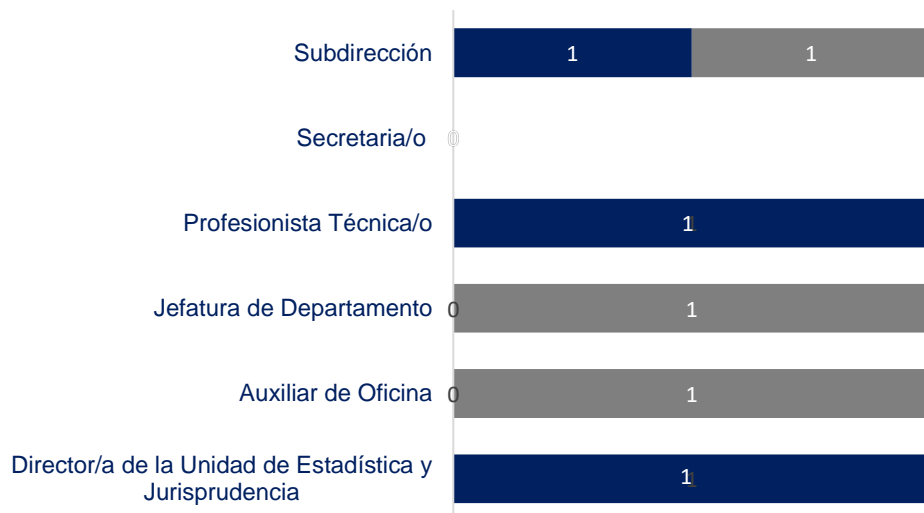 Subdirección 1 1
Secretaria/o 0
Profesionista Técnica/o 1
Jefatura de Departamento 0 1
Auxiliar de Oficina 0 1
Director/a de la Unidad de Estadística y
Jurisprudencia 1